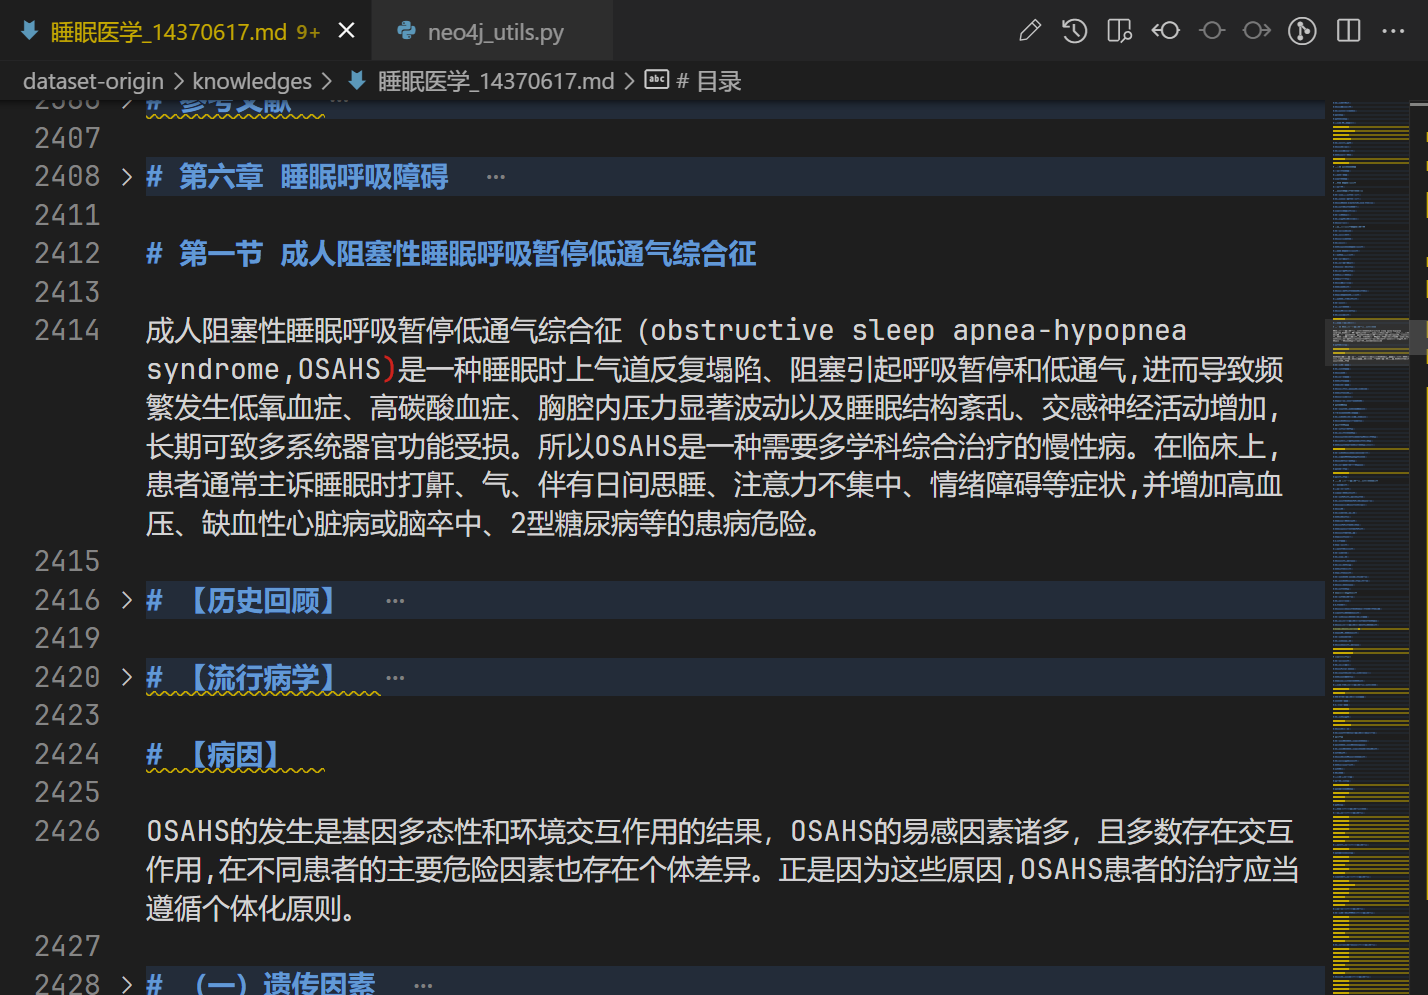 睡眠医学_14370617.md 9+
neo4j_utils.py
dataset-origin > knowledges > 睡眠医学_14370617.md > abc # 目录
# 参考文献 ...
2407
2408 > # 第六章 睡眠呼吸障碍 ...
2411
2412 # 第一节 成人阻塞性睡眠呼吸暂停低通气综合征
2413
2414 成人阻塞性睡眠呼吸暂停低通气综合征（obstructive sleep apnea-hypopnea
syndrome,OSAHS)是一种睡眠时上气道反复塌陷、阻塞引起呼吸暂停和低通气,进而导致频
繁发生低氧血症、高碳酸血症、胸腔内压力显著波动以及睡眠结构紊乱、交感神经活动增加,
长期可致多系统器官功能受损。所以OSAHS是一种需要多学科综合治疗的慢性病。在临床上,
患者通常主诉睡眠时打鼾、气、伴有日间思睡、注意力不集中、情绪障碍等症状,并增加高血
压、缺血性心脏病或脑卒中、2型糖尿病等的患病危险。
2415
2416 > # 【历史回顾】 ...
2419
2420 > # 【流行病学】 ...
2423
2424 # 【病因】
2425
2426 OSAHS的发生是基因多态性和环境交互作用的结果，OSAHS的易感因素诸多，且多数存在交互
作用,在不同患者的主要危险因素也存在个体差异。正是因为这些原因,OSAHS患者的治疗应当
遵循个体化原则。
2427
2428 > # （一）遗传因素 ...